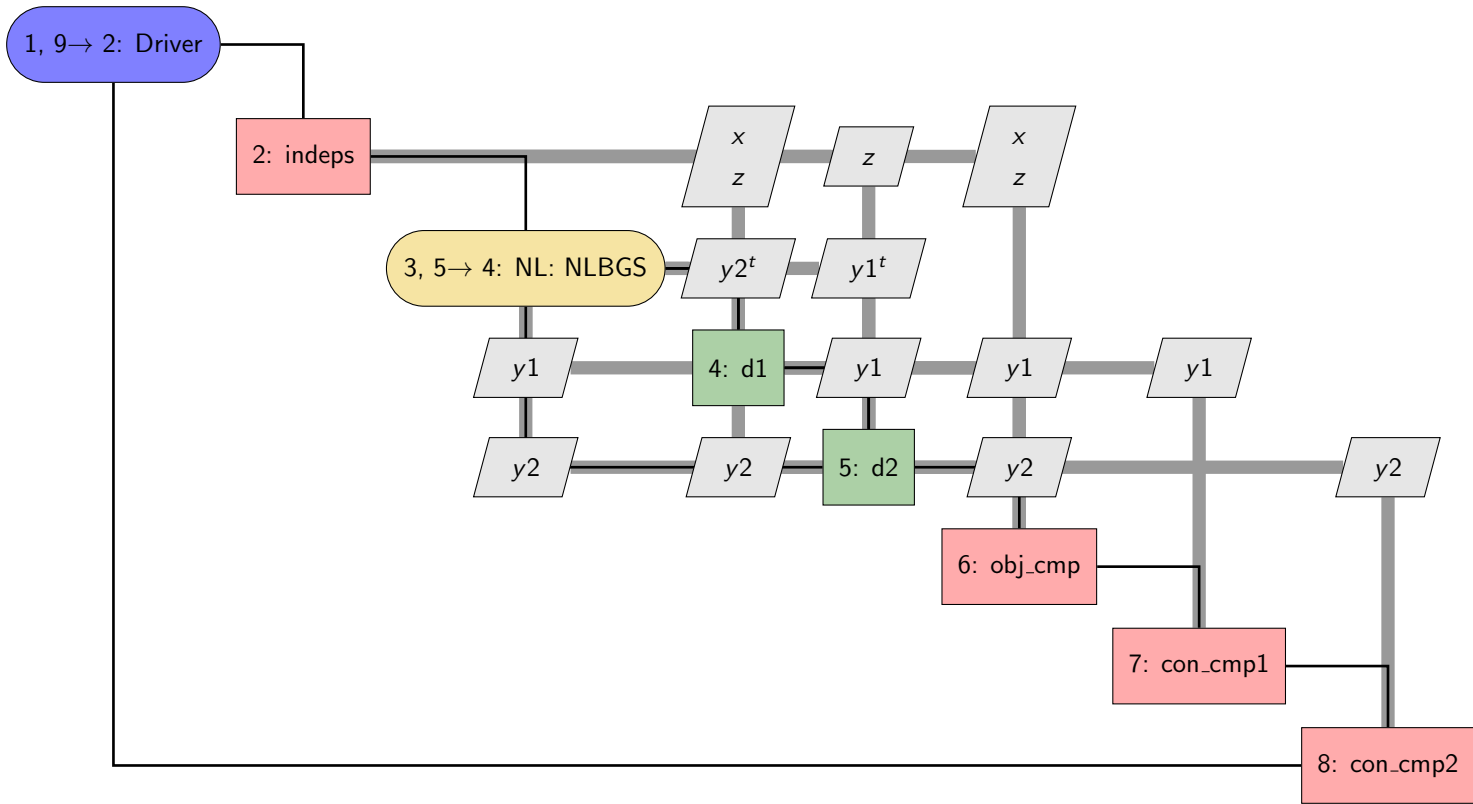 1, 9→ 2: Driver
x
z
2: indeps
z
x
z
3, 5→ 4: NL: NLBGS
y2^t
y1^t
y1
4: d1
y1
y1
y1
y2
y2
5: d2
y2
y2
6: obj_cmp
7: con_cmp1
8: con_cmp2